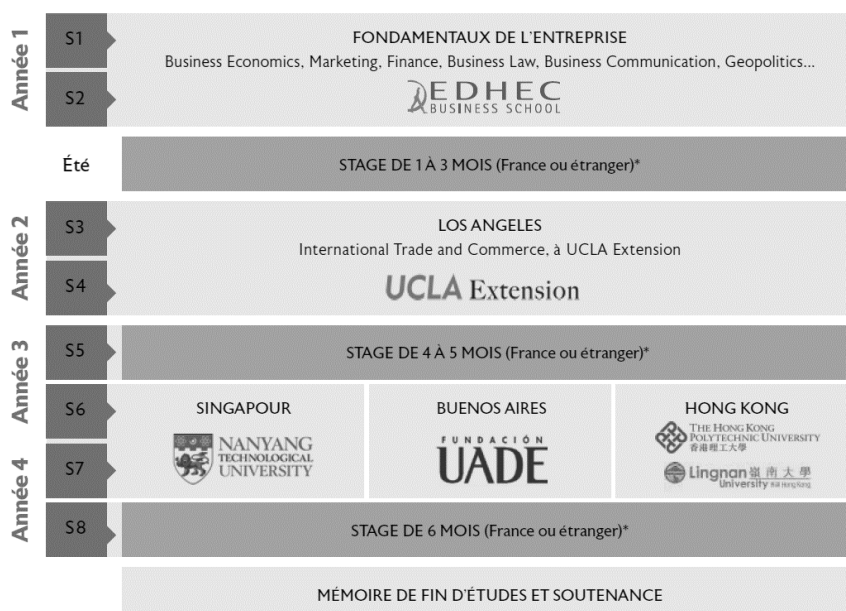 Année 1
S1
FONDAMENTAUX DE L'ENTREPRISE
Business Economics, Marketing, Finance, Business Law, Business Communication, Geopolitics...
S2
EDHEC
BUSINESS SCHOOL
Été
STAGE DE 1 À 3 MOIS (France ou étranger)*
Année 2
S3
LOS ANGELES
International Trade and Commerce, à UCLA Extension
S4
UCLA Extension
Année 3
S5
STAGE DE 4 À 5 MOIS (France ou étranger)*
S6
SINGAPOUR
NANYANG
TECHNOLOGICAL
UNIVERSITY
BUENOS AIRES
FUNDACIÓN
UADE
HONG KONG
THE HONG KONG
POLYTECHNIC UNIVERSITY
香港理工大學
Lingnan 嶺南大學
University Hong Kong
Année 4
S7
S8
STAGE DE 6 MOIS (France ou étranger)*
MÉMOIRE DE FIN D'ÉTUDES ET SOUTENANCE